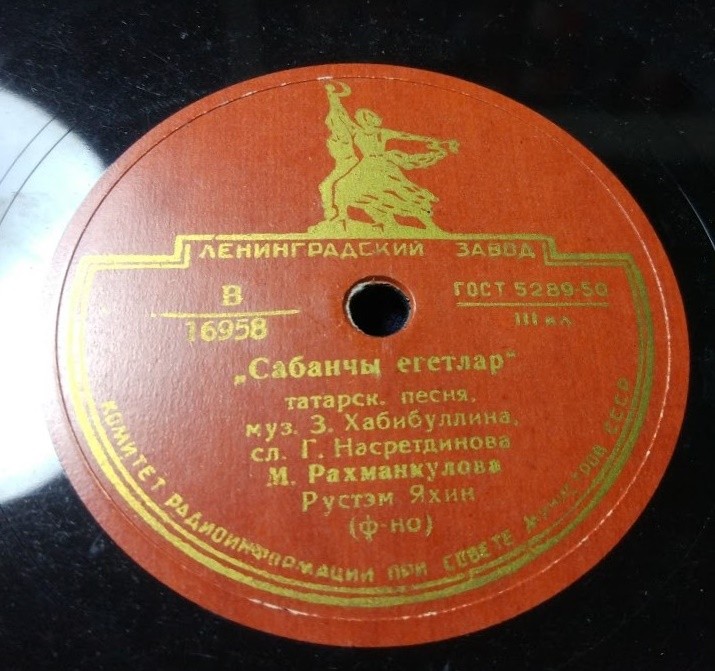 ЛЕНИНГРАДСКИЙ ЗАВОД
В
16958
ГОСТ 5289-50
III кл
„Сабанчы егетлар“
татарск. песня.
муз. З. Хабибуллина,
сл. Г. Насретдинова
М. Рахманкулова
Рустэм Яхин
(ф-но)
КОМИТЕТ РАДИОИНФОРМАЦИИ ПРИ СОВЕТЕ МИНИСТРОВ СССР